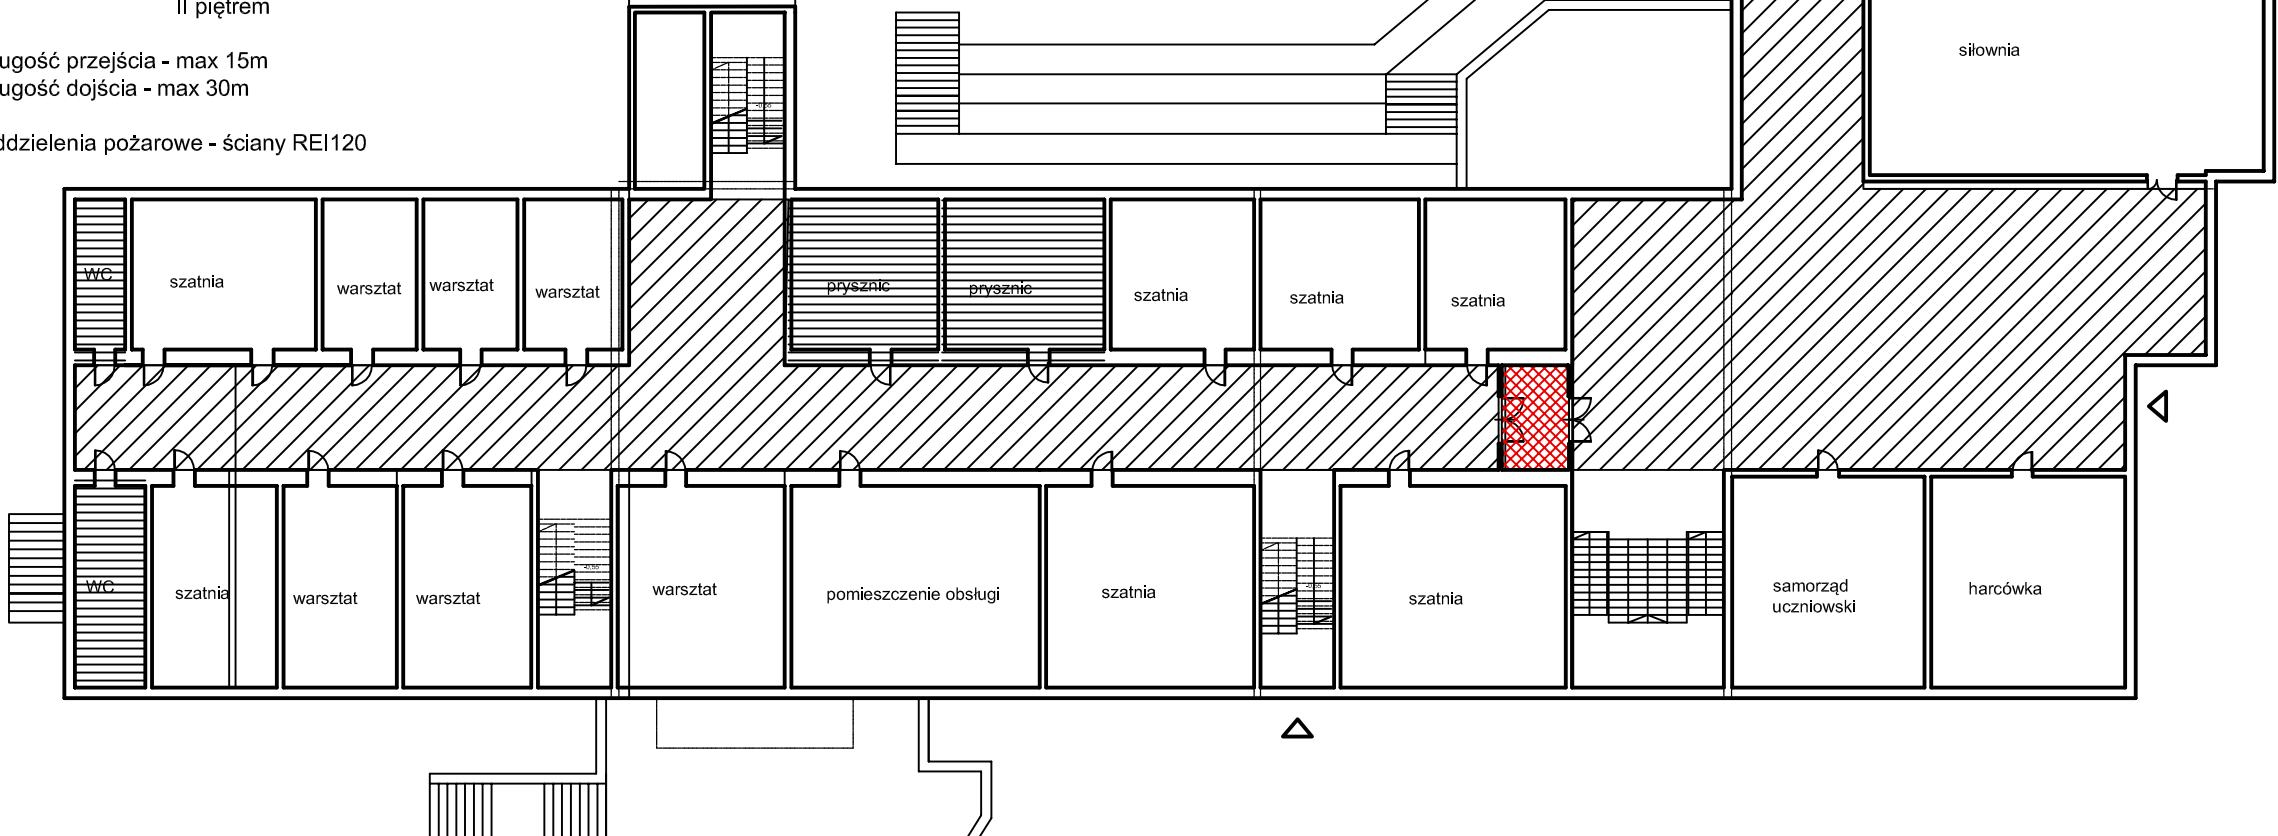 II piętrem
ugość przejścia - max 15m
ugość dojścia - max 30m
ddzielenia pożarowe - ściany REI120
siłownia
WC
szatnia
warsztat
warsztat
warsztat
prysznic
prysznic
szatnia
szatnia
szatnia
WC
szatnia
warsztat
warsztat
warsztat
pomieszczenie obsługi
szatnia
szatnia
samorząd
uczniowski
harcówka